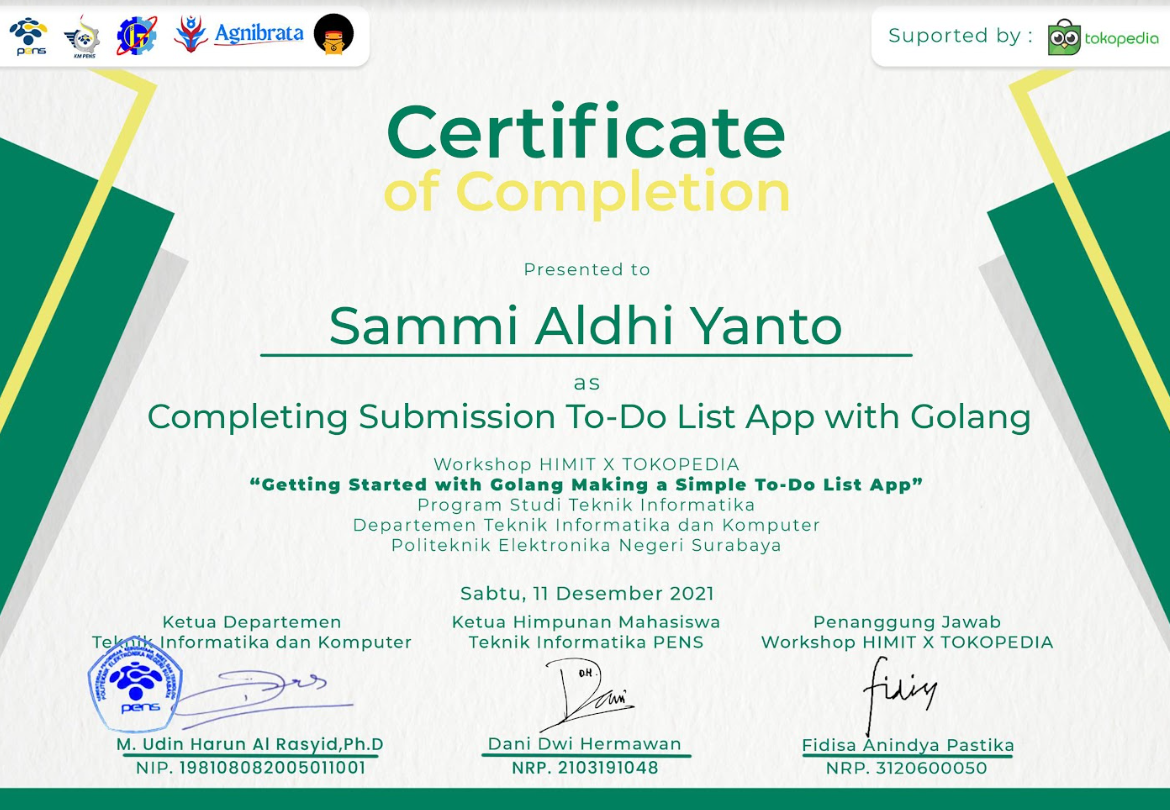 pens
KM PENS
Agnibrata
Suported by :
tokopedia
Certificate
of Completion
Presented to
Sammi Aldhi Yanto
as
Completing Submission To-Do List App with Golang
Workshop HIMIT X TOKOPEDIA
“Getting Started with Golang Making a Simple To-Do List App”
Program Studi Teknik Informatika
Departemen Teknik Informatika dan Komputer
Politeknik Elektronika Negeri Surabaya
Sabtu, 11 Desember 2021
Ketua Departemen
Teknik Informatika dan Komputer
pens
M. Udin Harun Al Rasyid,Ph.D
NIP. 198108082005011001
Ketua Himpunan Mahasiswa
Teknik Informatika PENS
D.H.
Dani
Dani Dwi Hermawan
NRP. 2103191048
Penanggung Jawab
Workshop HIMIT X TOKOPEDIA
Fidisa Anindya Pastika
NRP. 3120600050